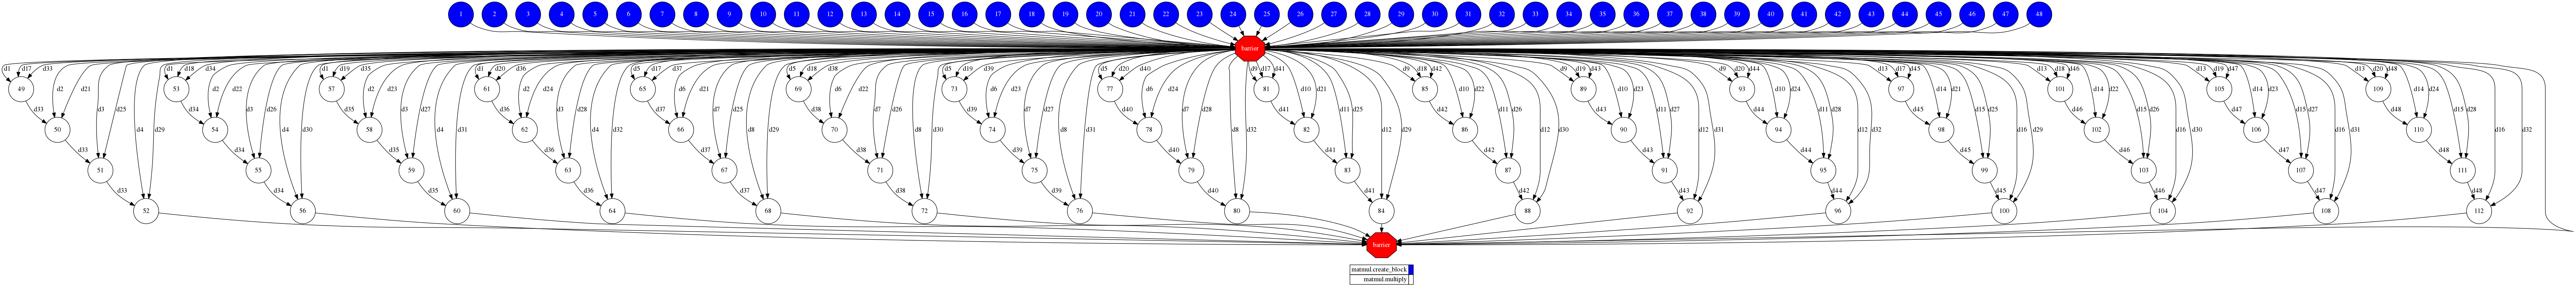 1 2 3 4 5 6 7 8 9 10 11 12 13 14 15 16 17 18 19 20 21 22 23 24 25 26 27 28 29 30 31 32 33 34 35 36 37 38 39 40 41 42 43 44 45 46 47 48
barrier
d1 d17 d33 d1 d18 d34 d1 d19 d35 d1 d20 d36 d5 d17 d37 d5 d18 d38 d5 d19 d39 d5 d20 d40 d9 d17 d41 d9 d18 d42 d9 d19 d43 d9 d20 d44 d13 d17 d45 d13 d18 d46 d13 d19 d47 d13 d20 d48
49 d2 d21 53 d2 d22 57 d2 d23 61 d2 d24 65 d6 d21 69 d6 d22 73 d6 d23 77 d6 d24 81 d10 d21 85 d10 d22 89 d10 d23 93 d10 d24 97 d14 d21 101 d14 d22 105 d14 d23 109 d14 d24
d33 d3 d25 d34 d3 d26 d35 d3 d27 d36 d3 d28 d37 d7 d25 d38 d7 d26 d39 d7 d27 d40 d7 d28 d41 d11 d25 d42 d11 d26 d43 d11 d27 d44 d11 d28 d45 d15 d25 d46 d15 d26 d47 d15 d27 d48 d15 d28
50 d4 d29 54 d4 d30 58 d4 d31 62 d4 d32 66 d8 d29 70 d8 d30 74 d8 d31 78 d8 d32 82 d12 d29 86 d12 d30 90 d12 d31 94 d12 d32 98 d16 d29 102 d16 d30 106 d16 d31 110 d16 d32
d33 d34 d35 d36 d37 d38 d39 d40 d41 d42 d43 d44 d45 d46 d47 d48
51 55 59 63 67 71 75 79 83 87 91 95 99 103 107 111
d33 d34 d35 d36 d37 d38 d39 d40 d41 d42 d43 d44 d45 d46 d47 d48
52 56 60 64 68 72 76 80 84 88 92 96 100 104 108 112
barrier
matmul.create_block
matmul.multiply